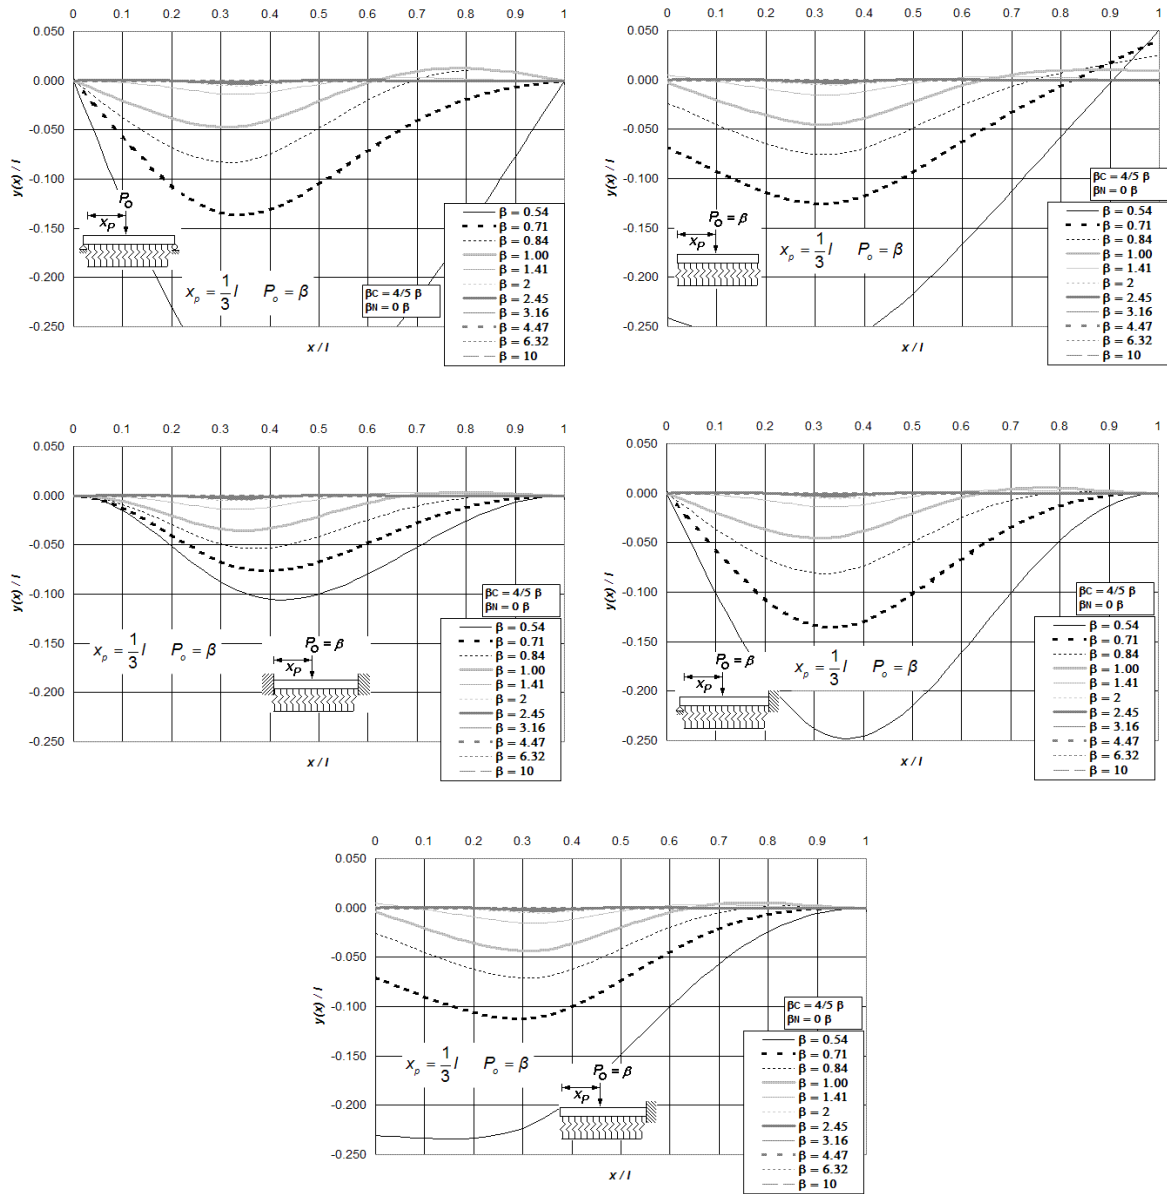 0 0.1 0.2 0.3 0.4 0.5 0.6 0.7 0.8 0.9 1
0.050
0.000
-0.050
-0.100
-0.150
-0.200
-0.250
y(x) / l
x / l
Po
xP
xp = 1/3 l Po = β
βC = 4/5 β
βN = 0 β
β = 0.54
β = 0.71
β = 0.84
β = 1.00
β = 1.41
β = 2
β = 2.45
β = 3.16
β = 4.47
β = 6.32
β = 10
0 0.1 0.2 0.3 0.4 0.5 0.6 0.7 0.8 0.9 1
0.050
0.000
-0.050
-0.100
-0.150
-0.200
-0.250
y(x) / l
x / l
Po = β
xP
xp = 1/3 l Po = β
βC = 4/5 β
βN = 0 β
β = 0.54
β = 0.71
β = 0.84
β = 1.00
β = 1.41
β = 2
β = 2.45
β = 3.16
β = 4.47
β = 6.32
β = 10
0 0.1 0.2 0.3 0.4 0.5 0.6 0.7 0.8 0.9 1
0.050
0.000
-0.050
-0.100
-0.150
-0.200
-0.250
y(x) / l
x / l
xp = 1/3 l Po = β
Po = β
xP
βC = 4/5 β
βN = 0 β
β = 0.54
β = 0.71
β = 0.84
β = 1.00
β = 1.41
β = 2
β = 2.45
β = 3.16
β = 4.47
β = 6.32
β = 10
0 0.1 0.2 0.3 0.4 0.5 0.6 0.7 0.8 0.9 1
0.050
0.000
-0.050
-0.100
-0.150
-0.200
-0.250
y(x) / l
x / l
Po = β
xP
xp = 1/3 l Po = β
βC = 4/5 β
βN = 0 β
β = 0.54
β = 0.71
β = 0.84
β = 1.00
β = 1.41
β = 2
β = 2.45
β = 3.16
β = 4.47
β = 6.32
β = 10
0 0.1 0.2 0.3 0.4 0.5 0.6 0.7 0.8 0.9 1
0.050
0.000
-0.050
-0.100
-0.150
-0.200
-0.250
y(x) / l
x / l
xp = 1/3 l Po = β
Po = β
xP
βC = 4/5 β
βN = 0 β
β = 0.54
β = 0.71
β = 0.84
β = 1.00
β = 1.41
β = 2
β = 2.45
β = 3.16
β = 4.47
β = 6.32
β = 10